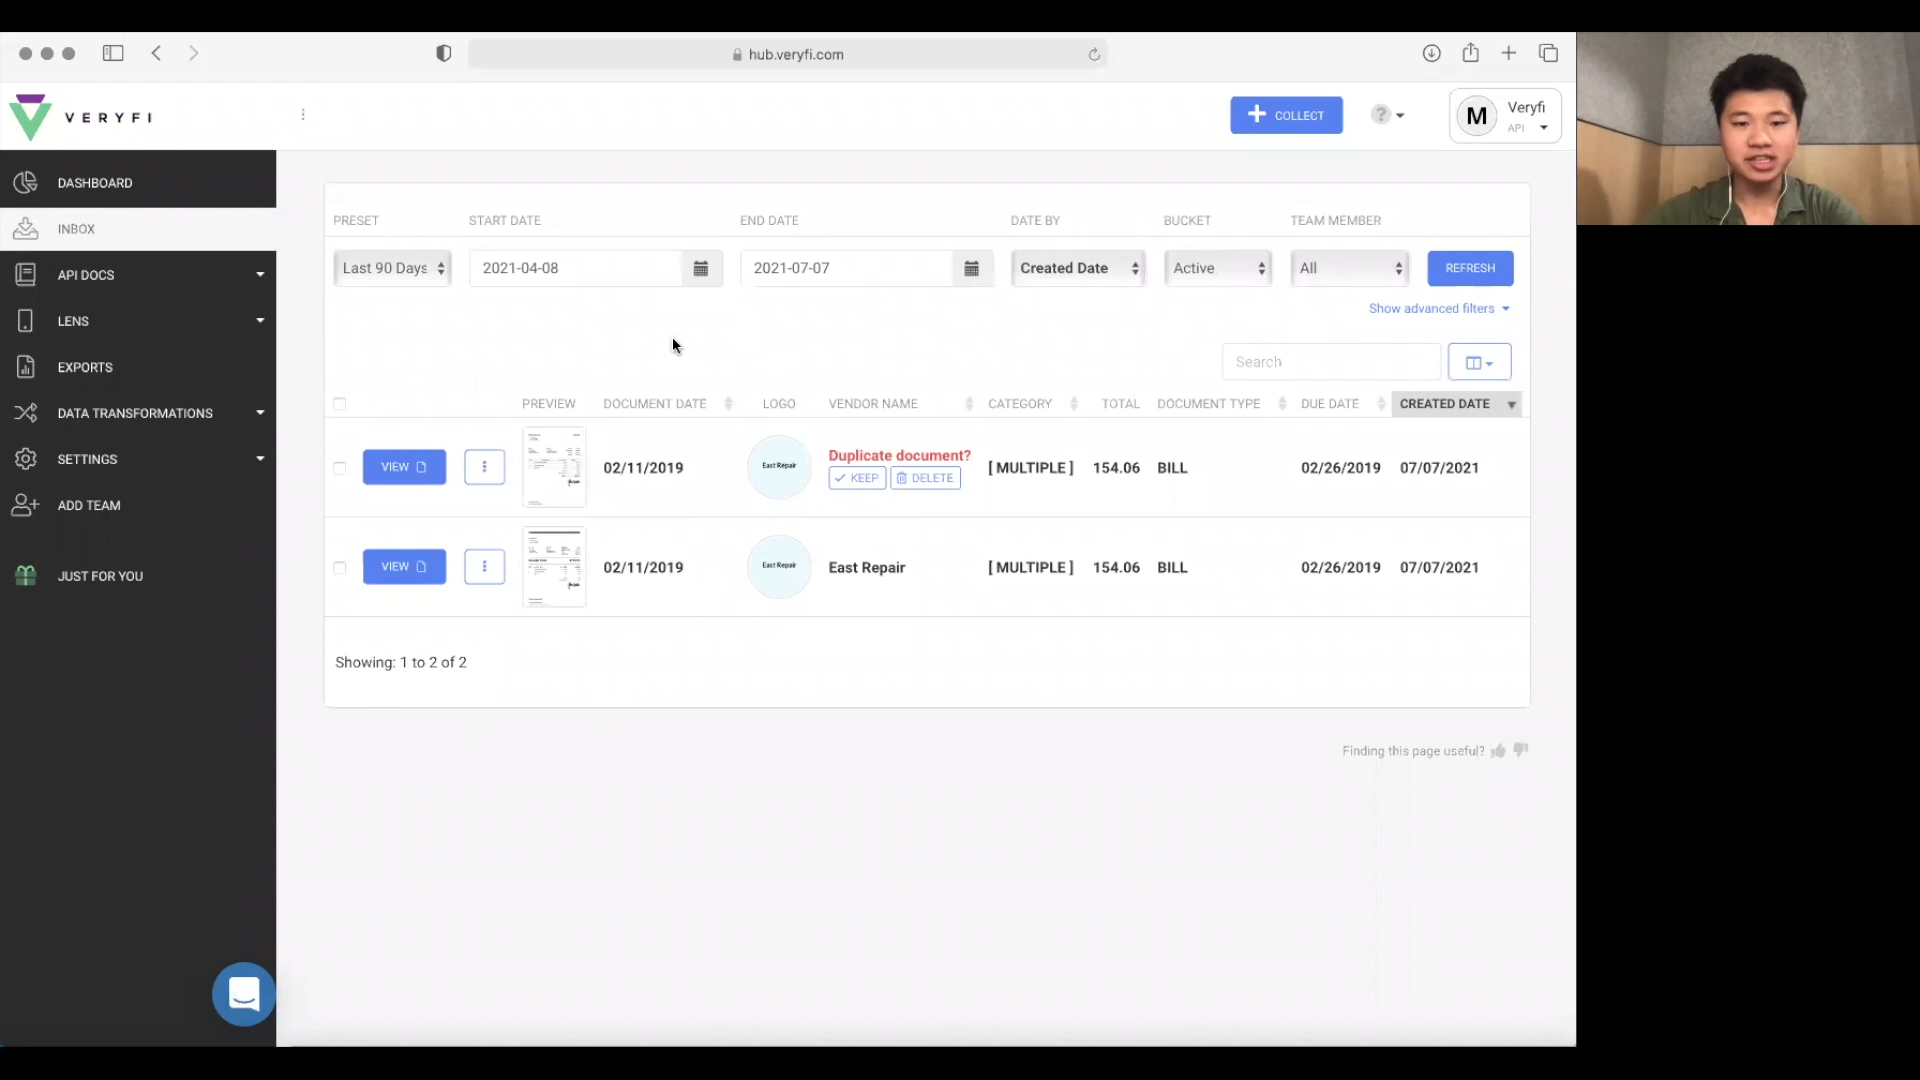 hub.veryfi.com
VERYFI
COLLECT
?
M
Veryfi
API
DASHBOARD
INBOX
API DOCS
LENS
EXPORTS
DATA TRANSFORMATIONS
SETTINGS
ADD TEAM
JUST FOR YOU
PRESET START DATE END DATE DATE BY BUCKET TEAM MEMBER
Last 90 Days 2021-04-08 2021-07-07 Created Date Active All REFRESH
Show advanced filters
Search
PREVIEW DOCUMENT DATE LOGO VENDOR NAME CATEGORY TOTAL DOCUMENT TYPE DUE DATE CREATED DATE
VIEW 02/11/2019 East Repair Duplicate document? [ MULTIPLE ] 154.06 BILL 02/26/2019 07/07/2021
KEEP DELETE
VIEW 02/11/2019 East Repair East Repair [ MULTIPLE ] 154.06 BILL 02/26/2019 07/07/2021
Showing: 1 to 2 of 2
Finding this page useful?